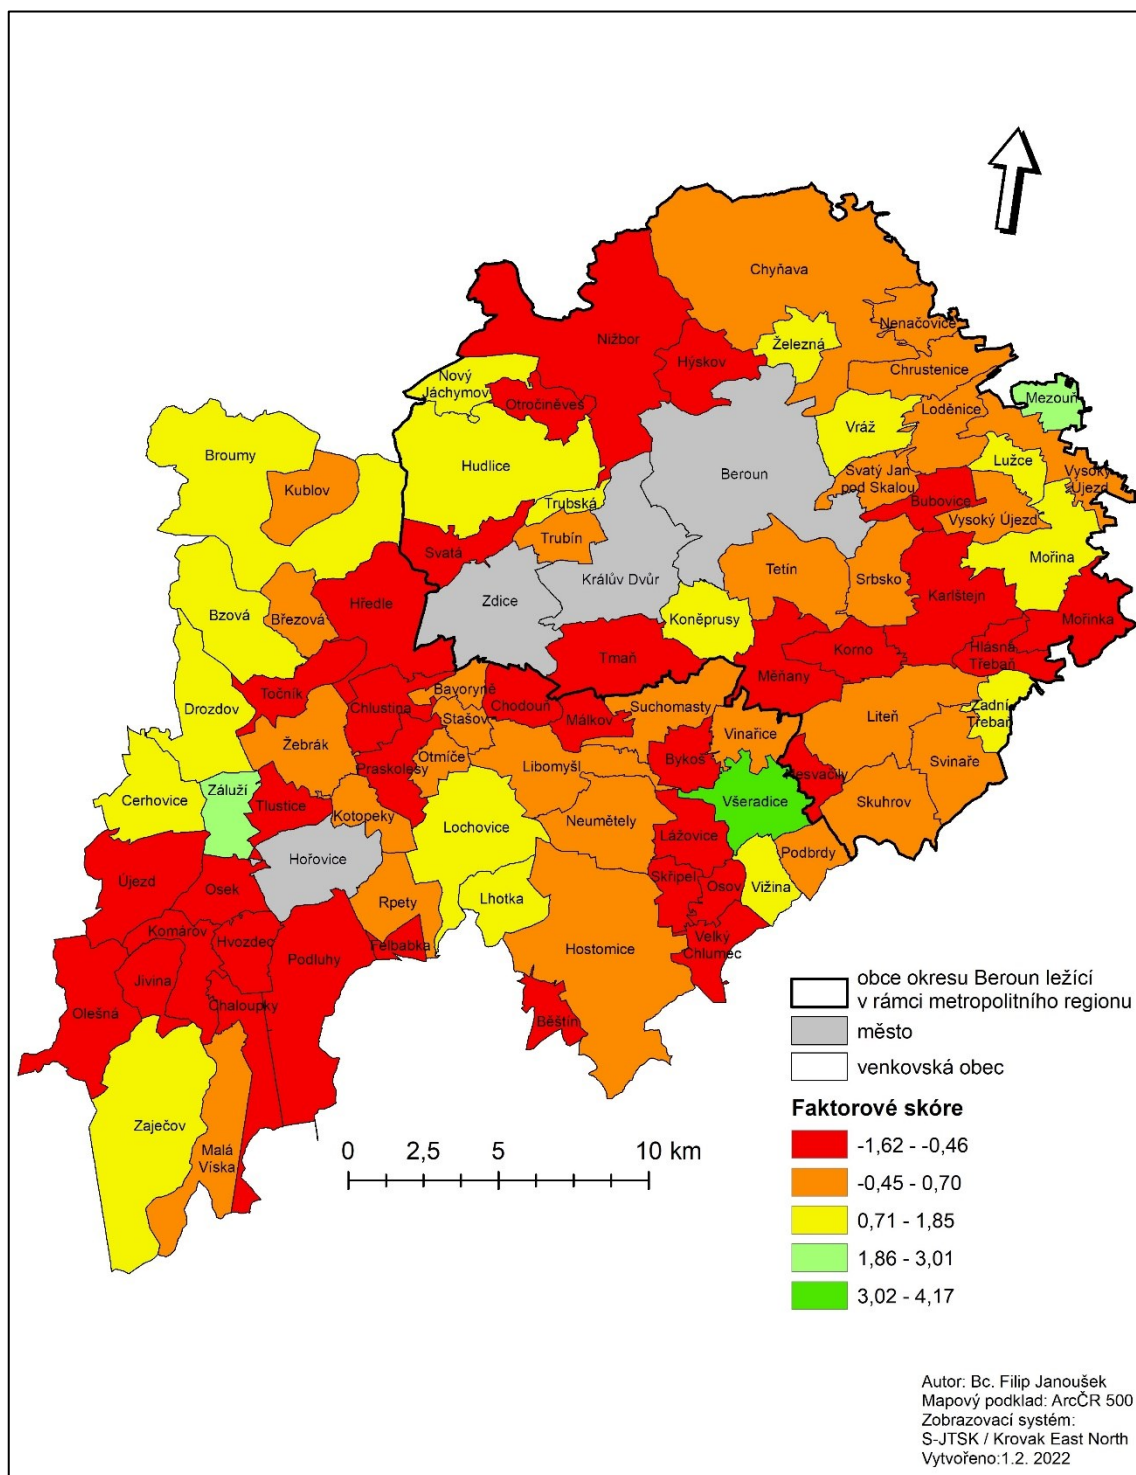 Chyňava
Nenačovice
Nižbor
Železná
Hýskov
Chrustenice
Nový
Jáchymov
Otročiněves
Mezouň
Loděnice
Vráž
Broumy
Hudlice
Beroun
Lužce
Kublov
Svatý Jan
pod Skalou
Vysoký
Újezd
Bubovice
Trubská
Vysoký Újezd
Trubín
Svatá
Mořina
Tetín
Srbsko
Králův Dvůr
Karlštejn
Zdice
Hředle
Bzová
Březová
Koněprusy
Mořinka
Korno
Hlásná
Třebaň
Tmaň
Měňany
Točník
Bavoryně
Chodouň
Chlustina
Drozdov
Stašov
Málkov
Suchomasty
Liteň
Zadní
Třebaň
Žebrák
Vinařice
Otmíče
Bykoš
Libomyšl
Svinaře
Praskolesy
Nesvačily
Záluží
Cerhovice
Tlustice
Všeradice
Skuhrov
Kotopeky
Neumětely
Lochovice
Lážovice
Hořovice
Podbrdy
Újezd
Osek
Skřipel
Osov
Vižina
Rpety
Lhotka
Komárov
Hvozdec
Felbabka
Velký
Chlumec
Hostomice
Podluhy
Jivina
Olešná
Chaloupky
Běštín
Zaječov
Malá
Víska
obce okresu Beroun ležící
v rámci metropolitního regionu
město
venkovská obec
Faktorové skóre
-1,62 - -0,46
-0,45 - 0,70
0,71 - 1,85
1,86 - 3,01
3,02 - 4,17
0 2,5 5 10 km
Autor: Bc. Filip Janoušek
Mapový podklad: ArcČR 500
Zobrazovací systém:
S-JTSK / Krovak East North
Vytvořeno:1.2. 2022